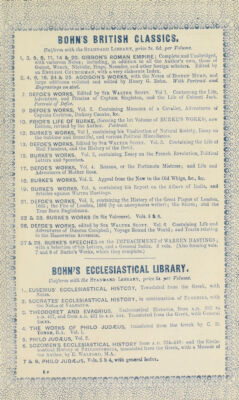 BOHN'S BRITISH CLASSICS.
Uniform with the STANDARD LIBRARY, price 3s. 6d. per Volume.
1, 3, 6, 8, 11, 14 & 20. GIBBON'S ROMAN EMPIRE; Complete and Unabridged,
with variorum Notes; including, in addition to all the Author's own, those of
Guizot, Wenck, Niebuhr, Hugo, Neander, and other foreign scholars. Edited by
an ENGLISH CHURCHMAN, with a very elaborate INDEX.
ADDISON'S WORKS, with the Notes of BISHOP HURD, and
large additions collected and edited by Henry G. Bohn. With Portrait and
Engravings on steel.
2. DEFOE'S WORKS, Edited by SIR WALTER SCOTT. Vol 1. Containing the Life,
Adventures, and Piracies of Captain Singleton, and the Life of Colonel Jack.
Portrait of Defoe.
DEFOE'S WORKS, Vol. 2. Containing Memoirs of a Cavalier, Adventures
of Captain Carleton, Dickory Cronke, &c.
10. PRIOR'S LIFE OF BURKE, (forming the 1st Volume of BURKE'S WORKS), new
Edition, revised by the Author.
12. BURKE'S WORKS, Vol 1, containing his Vindication of Natural Society, Essay on
the Sublime and Beautiful, and various Political Miscellanies.
13. DEFOE'S WORKS, Edited by SIR WALTER SCOTT. Vol. 3. Containing the Life of
Moll Flanders, and the History of the Devil.
15. BURKE'S WORKS, Vol. 2, containing Essay on the French Revolution, Political
Letters and Speeches.
17. DEFOE'S WORKS, Vol. 4. Roxana, or the Fortunate Mistress; and Life and
Adventures of Mother Ross.
18. BURKE'S WORKS, Vol. 3. Appeal from the New to the Old Whigs, &c., &c.
19. BURKE'S WORKS, Vol. 4, containing his Report on the Affairs of India, and
Articles against Warren Hastings.
21. DEFOE'S WORKS, Vol. 5, containing the History of the Great Plague of London,
1665; the Fire of London, 1666 (by an anonymous writer); the Storm; and the
True Born Englishman.
22 & 23. BURKE'S WORKS (in Six Volumes). Vols. 5 & 6,
26. DEFOE'S WORKS, edited by SIR WALTER SCOTT. Vol. 6. Containing Life and
Adventures of Duncan Campbell; Voyage Round the World; and Tracts relating
to the Hanoverian Accession.
27 & 28. BURKE'S SPEECHES on the IMPEACHMENT of WARREN HASTINGS;
with a Selection of his Letters, and a General Index. 2 vols. (Also forming vols.
7 and 8 of Burke's Works, where they complete.)
BOHN'S ECCLESIASTICAL LIBRARY.
Uniform with the STANDARD LIBRARY, price 5s. per Volume.
1. EUSEBIUS' ECCLESIASTICAL HISTORY, Translated from the Greek, with
Notes.
2. SOCRATES' ECCLESIASTICAL HISTORY, in continuation of EUSEBIUS, with
the Notes of VALESIUS.
3. THEODORET AND EVAGRIUS. Ecclesiastical Histories, from A.D. 332 to
A.D. 427, and from A.D. 431 to A.D. 544. Translated from the Greek, with General
Index.
4. THE WORKS OF PHILO JUDÆUS, translated from the Greek by C. D.
YONGE, B.A. Vol. 1.
5. PHILO JUDÆUS, Vol. 2.
6. SOZOMEN'S ECCLESIASTICAL HISTORY from A.D. 324-440: and the Ecclesiastical
History of PHILOSTORGIUS, translated from the Greek, with a Memoir of
the Author, by E. WALFORD, M.A.
7 & 8. PHILO JUDÆUS, Vols. 3 & 4, with general Index.